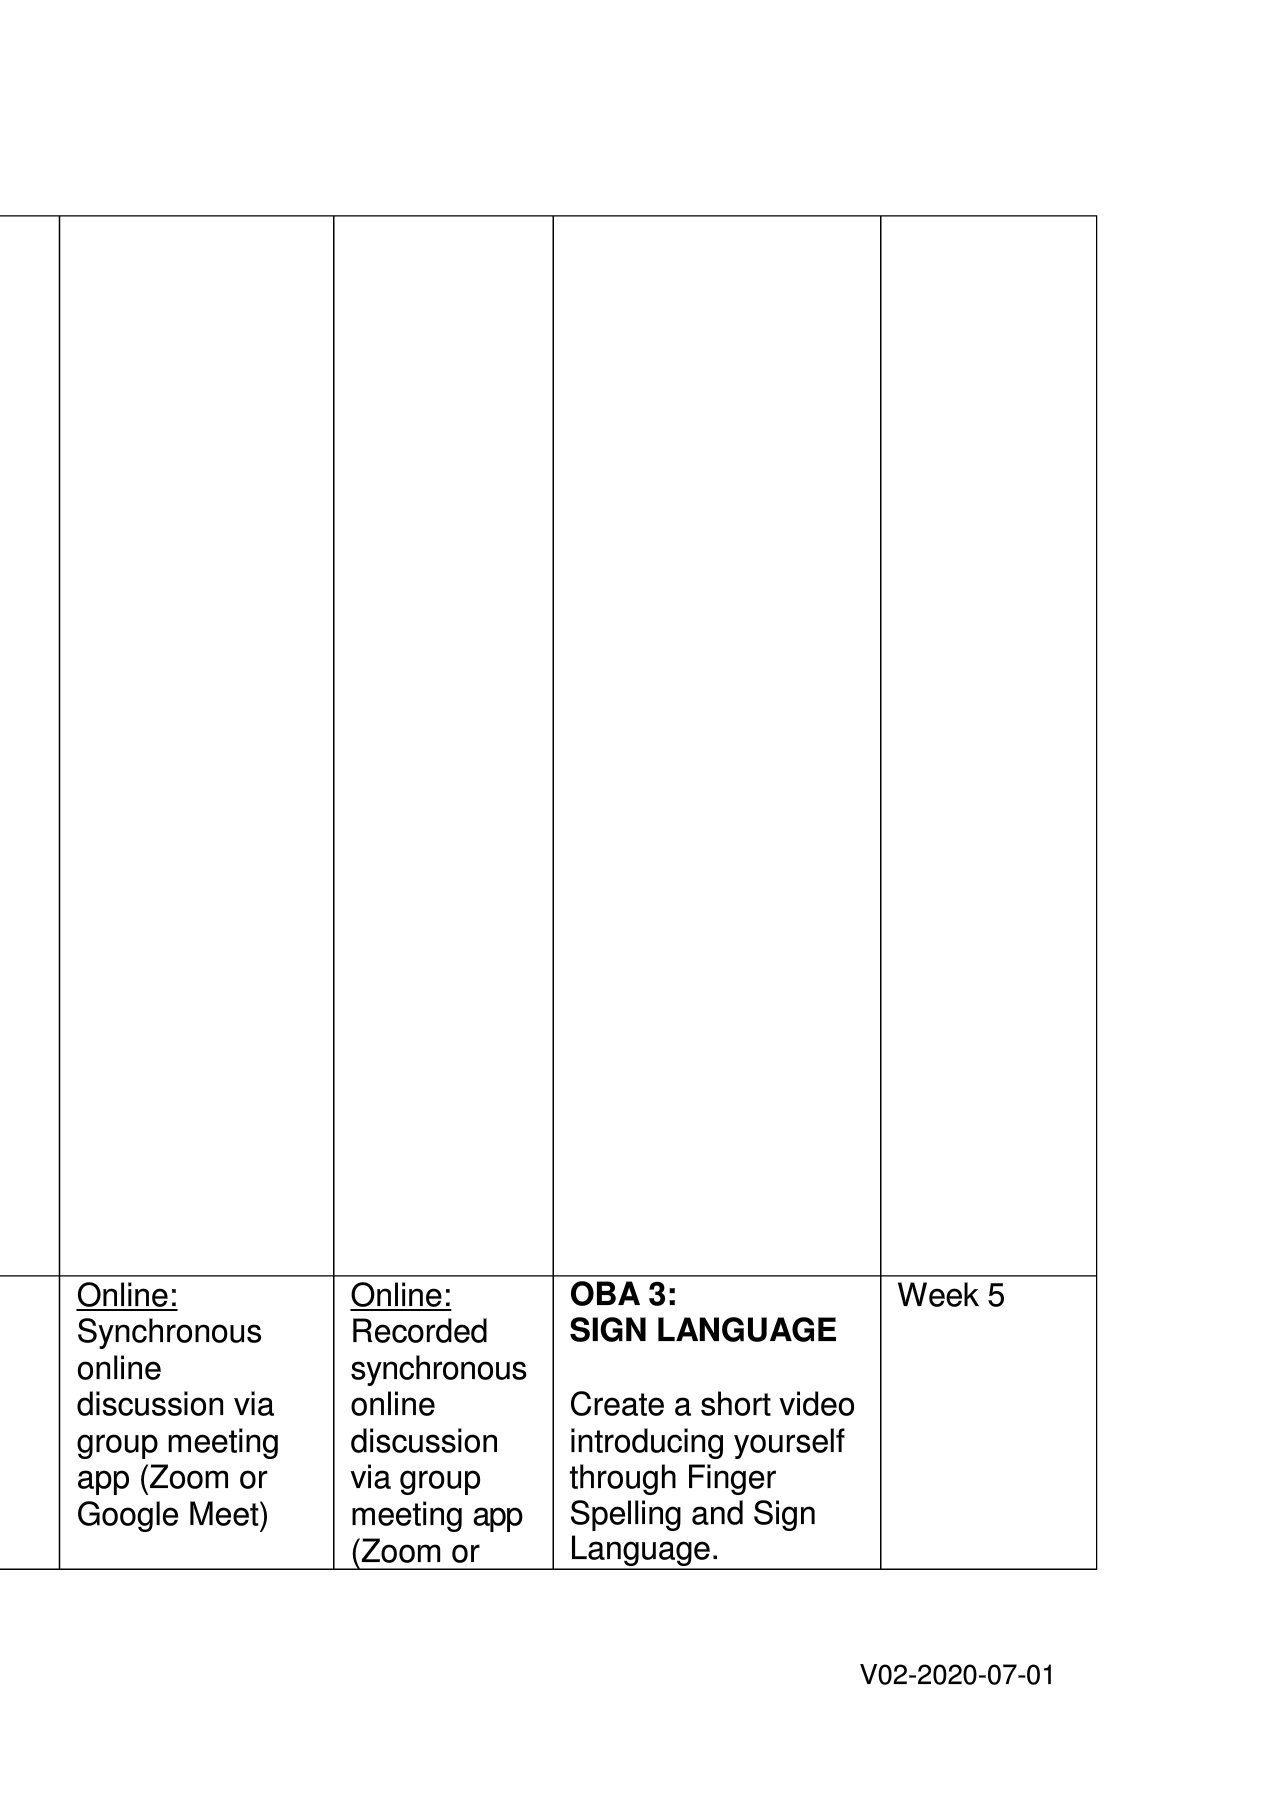 Online:
Synchronous
online
discussion via
group meeting
app (Zoom or
Google Meet)
Online:
Recorded
synchronous
online
discussion
via group
meeting app
(Zoom or
OBA 3:
SIGN LANGUAGE
Create a short video
introducing yourself
through Finger
Spelling and Sign
Language.
Week 5
V02-2020-07-01